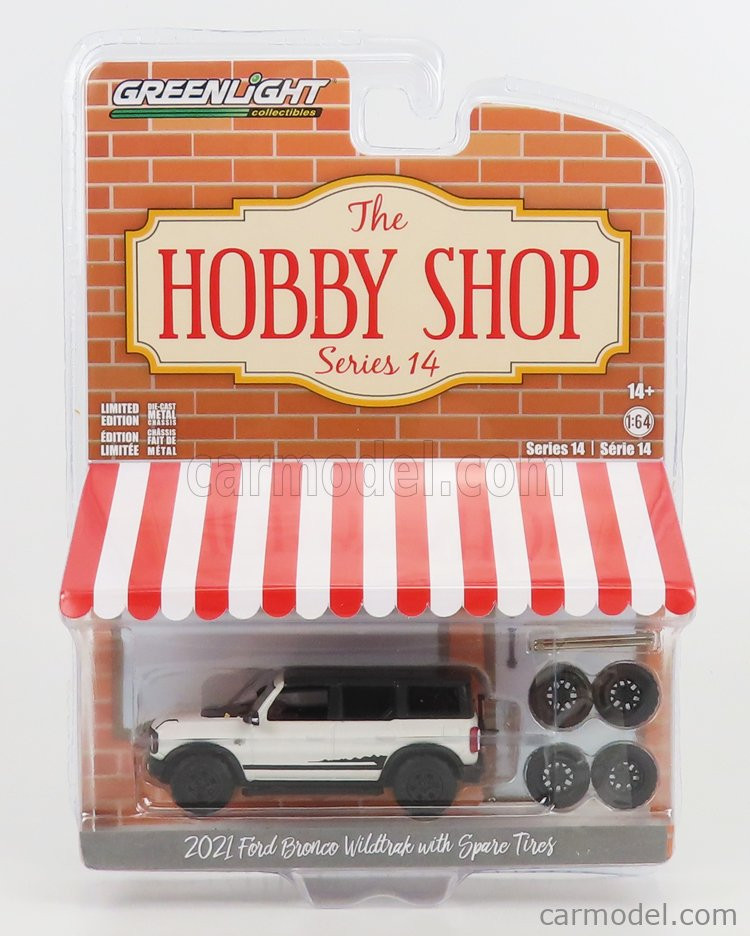 GREENLiGHT
collectibles
The
HOBBY SHOP
Series 14
14+
LIMITED EDITION
DIE-CAST METAL CHASSIS
1:64
ÉDITION LIMITÉE
CHÂSSIS FAIT DE MÉTAL
Series 14 | Série 14
carmodel.com
2021 Ford Bronco Wildtrak with Spare Tires
carmodel.com